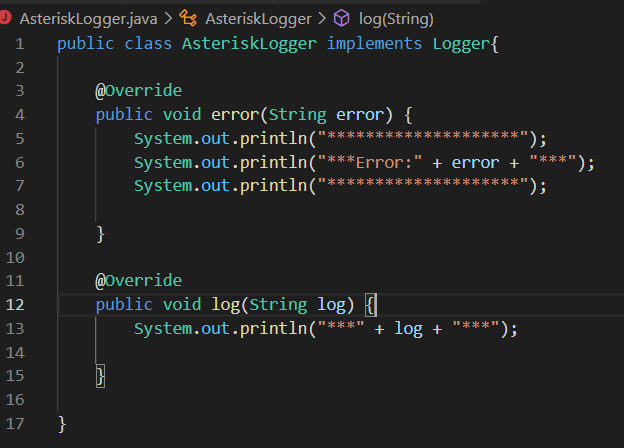 AsteriskLogger.java > AsteriskLogger > log(String)
1 public class AsteriskLogger implements Logger{
2
3 @Override
4 public void error(String error) {
5 System.out.println("********************");
6 System.out.println("***Error:" + error + "***");
7 System.out.println("********************");
8
9 }
10
11 @Override
12 public void log(String log) {
13 System.out.println("***" + log + "***");
14
15 }
16
17 }